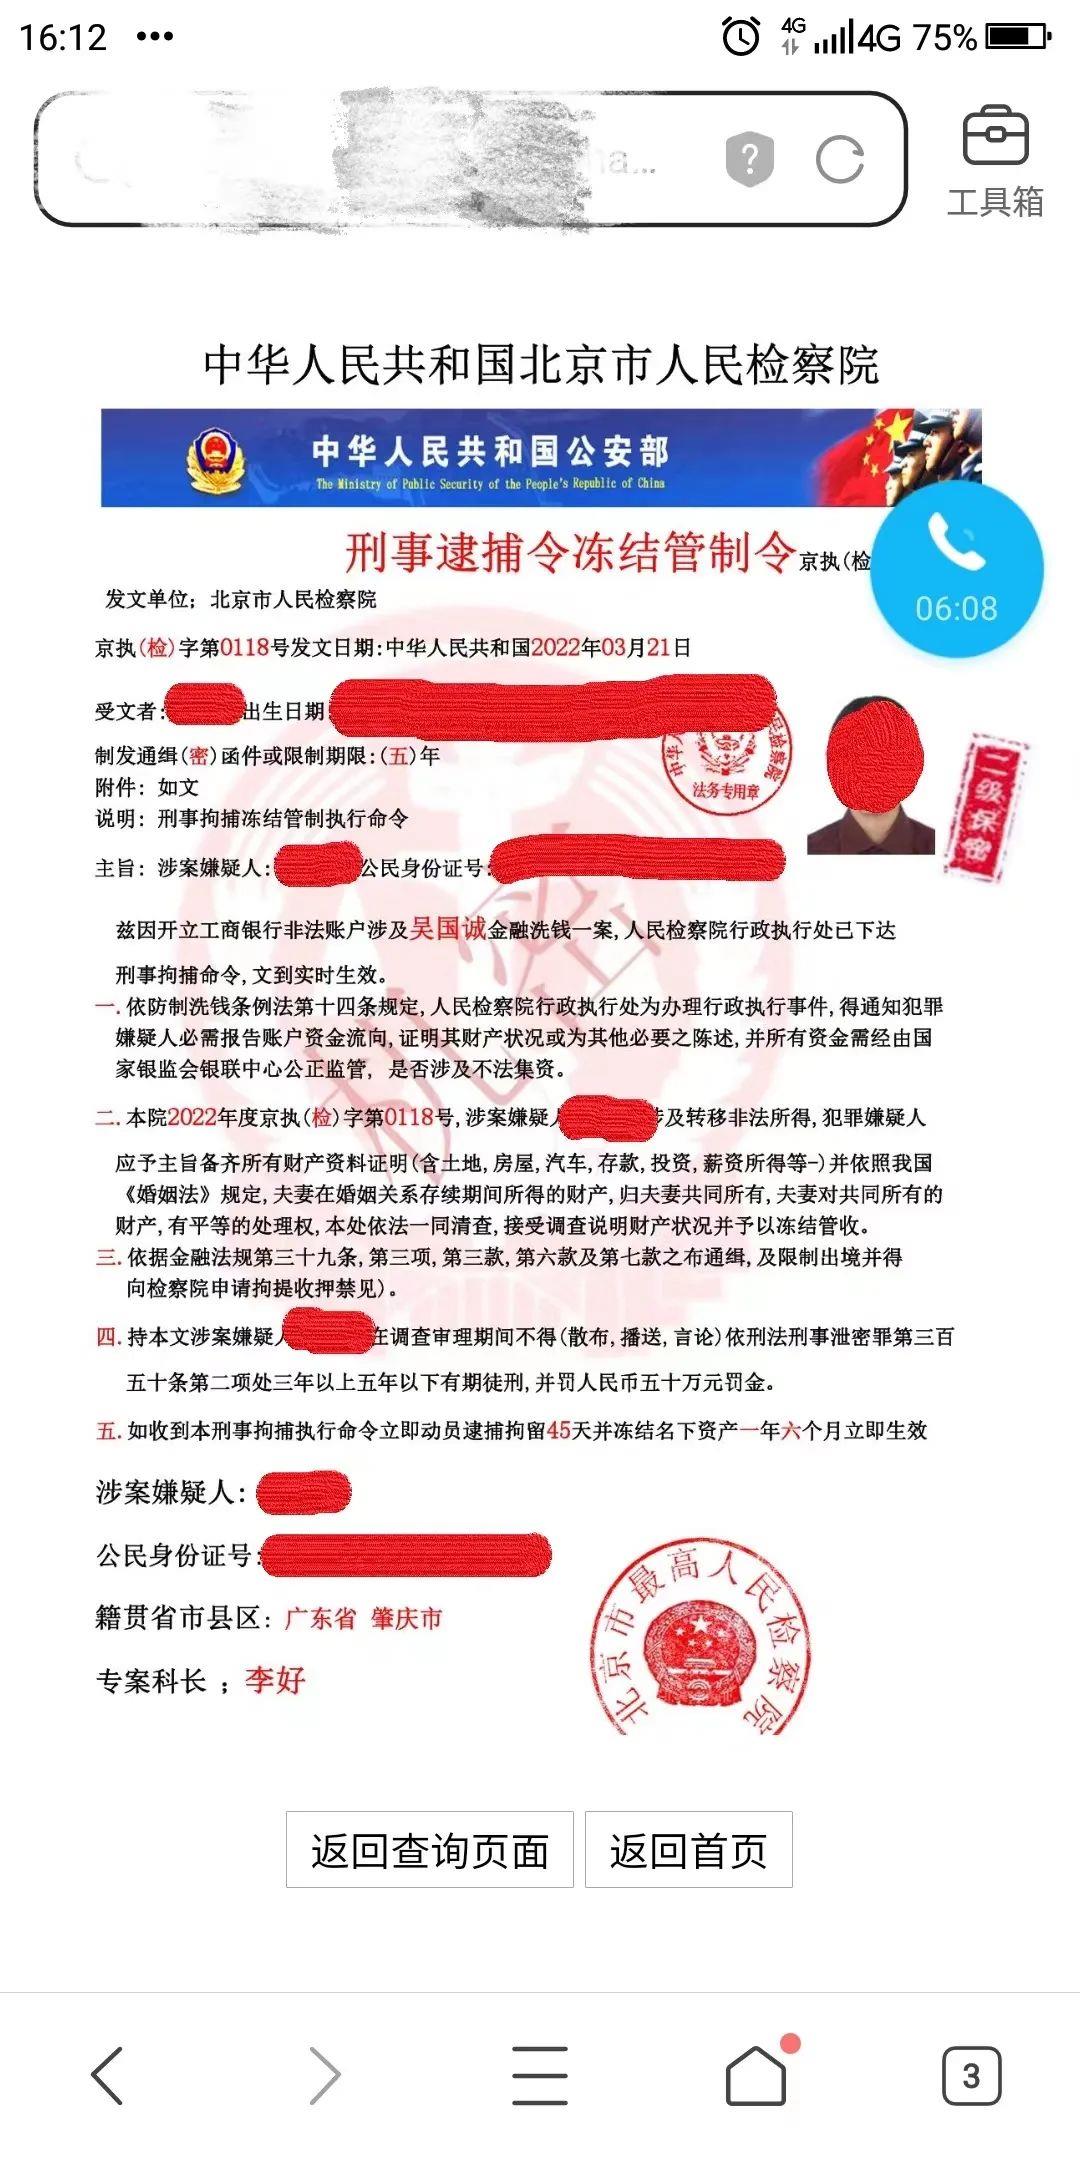 16:12 ••• 4G 4G 75%
工具箱
中华人民共和国北京市人民检察院
中华人民共和国公安部
The Ministry of Public Security of the People's Republic of China
刑事逮捕令冻结管制令京执(检
06:08
发文单位；北京市人民检察院
京执(检)字第0118号发文日期:中华人民共和国2022年03月21日
受文者: 出生日期
制发通缉(密)函件或限制期限:(五)年
民检察院
法务专用章
二级保密
附件: 如文
说明: 刑事拘捕冻结管制执行命令
主旨: 涉案嫌疑人: 公民身份证号:
兹因开立工商银行非法账户涉及吴国诚金融洗钱一案,人民检察院行政执行处已下达
刑事拘捕命令,文到实时生效。
一.依防制洗钱条例法第十四条规定,人民检察院行政执行处为办理行政执行事件,得通知犯罪
嫌疑人必需报告账户资金流向,证明其财产状况或为其他必要之陈述,并所有资金需经由国
家银监会银联中心公正监管, 是否涉及不法集资。
机密
二.本院2022年度京执(检)字第0118号,涉案嫌疑人 涉及转移非法所得,犯罪嫌疑人
应予主旨备齐所有财产资料证明(含土地,房屋,汽车,存款,投资,薪资所得等-)并依照我国
《婚姻法》规定,夫妻在婚姻关系存续期间所得的财产,归夫妻共同所有,夫妻对共同所有的
财产,有平等的处理权,本处依法一同清查,接受调查说明财产状况并予以冻结管收。
三.依据金融法规第三十九条,第三项,第三款,第六款及第七款之布通缉,及限制出境并得
向检察院申请拘提收押禁见)。
四.持本文涉案嫌疑人 在调查审理期间不得(散布,播送,言论)依刑法刑事泄密罪第三百
五十条第二项处三年以上五年以下有期徒刑,并罚人民币五十万元罚金。
五.如收到本刑事拘捕执行命令立即动员逮捕拘留45天并冻结名下资产一年六个月立即生效
涉案嫌疑人:
公民身份证号:
籍贯省市县区: 广东省 肇庆市
专案科长 ；李好
北京市最高人民检察院
返回查询页面 返回首页
3